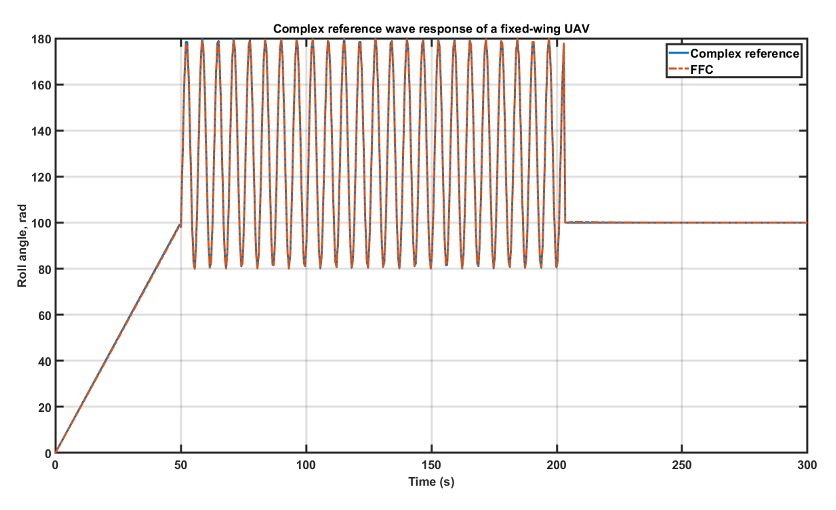 Complex reference wave response of a fixed-wing UAV
Complex reference
FFC
Roll angle, rad
180
160
140
120
100
80
60
40
20
0
0 50 100 150 200 250 300
Time (s)